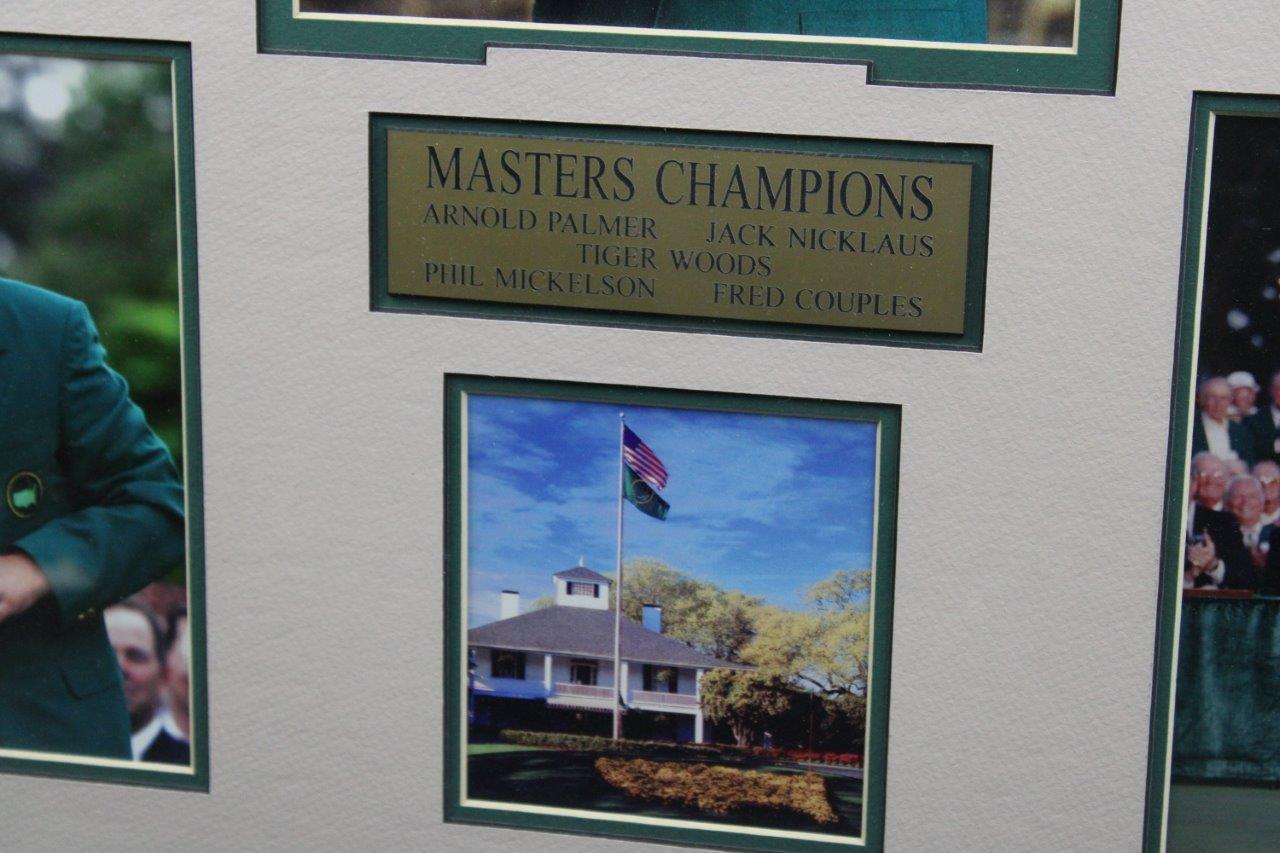 MASTERS CHAMPIONS
ARNOLD PALMER JACK NICKLAUS
TIGER WOODS
PHIL MICKELSON FRED COUPLES